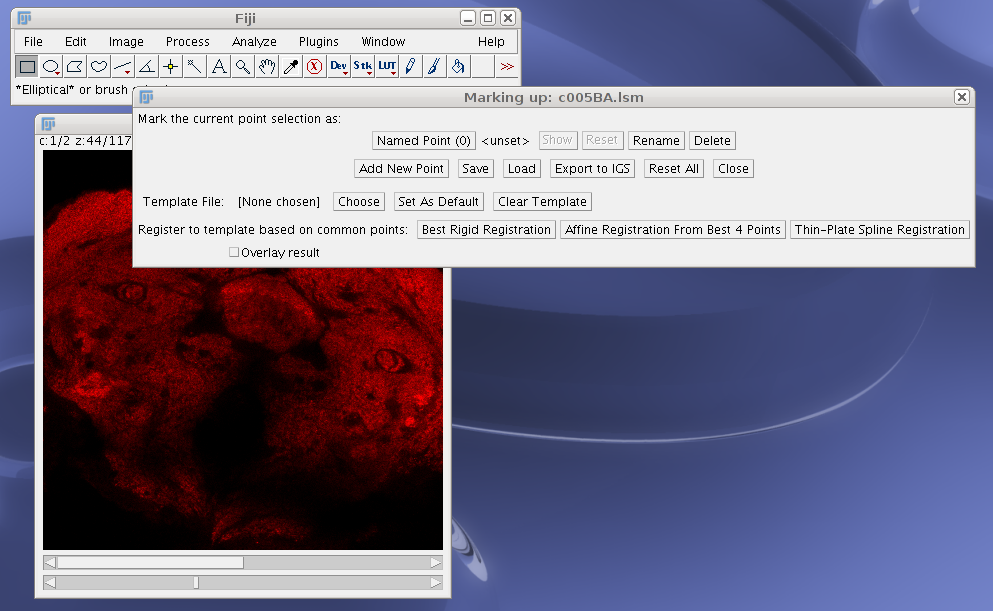 Fiji
File Edit Image Process Analyze Plugins Window Help
A X Dev Stk LUT >>
*Elliptical* or brush
Marking up: c005BA.lsm
Mark the current point selection as:
Named Point (0) <unset> Show Reset Rename Delete
Add New Point Save Load Export to IGS Reset All Close
Template File: [None chosen] Choose Set As Default Clear Template
Register to template based on common points: Best Rigid Registration Affine Registration From Best 4 Points Thin-Plate Spline Registration
Overlay result
c:1/2 z:44/117